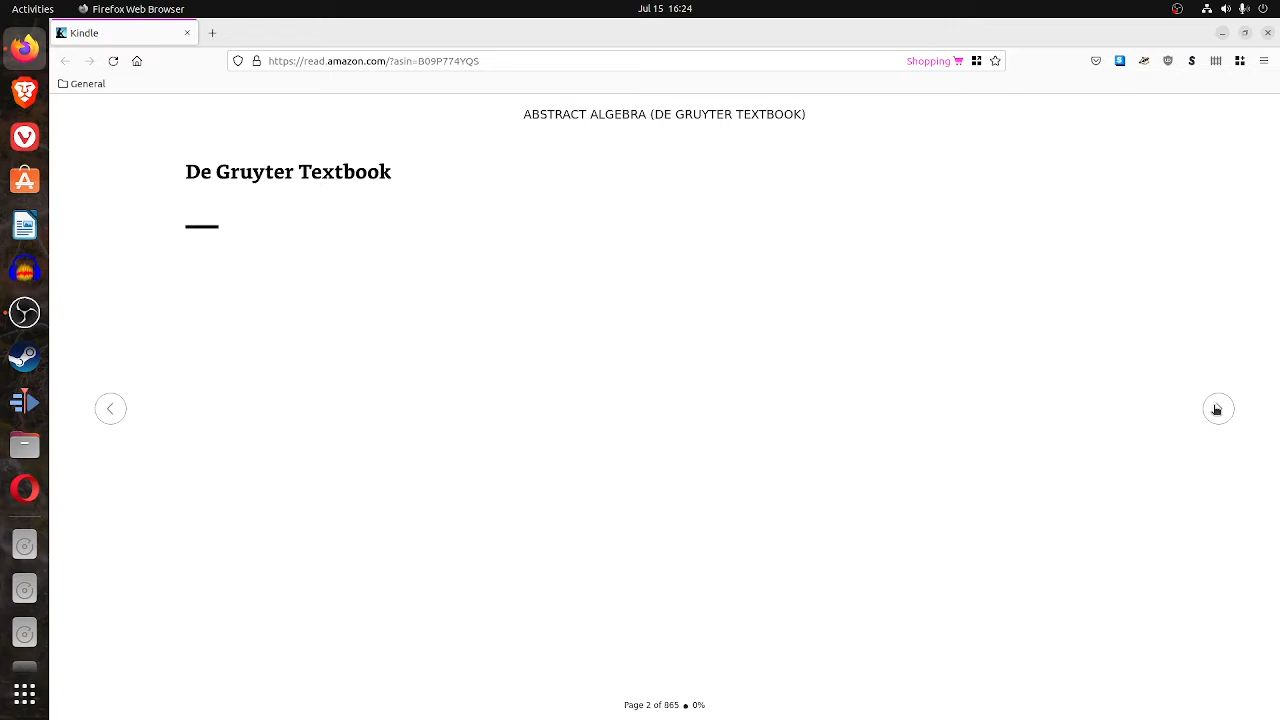 Activities
Firefox Web Browser
Jul 15 16:24
Kindle
https://read.amazon.com/?asin=B09P774YQS
Shopping
General
ABSTRACT ALGEBRA (DE GRUYTER TEXTBOOK)
De Gruyter Textbook
Page 2 of 865 ● 0%